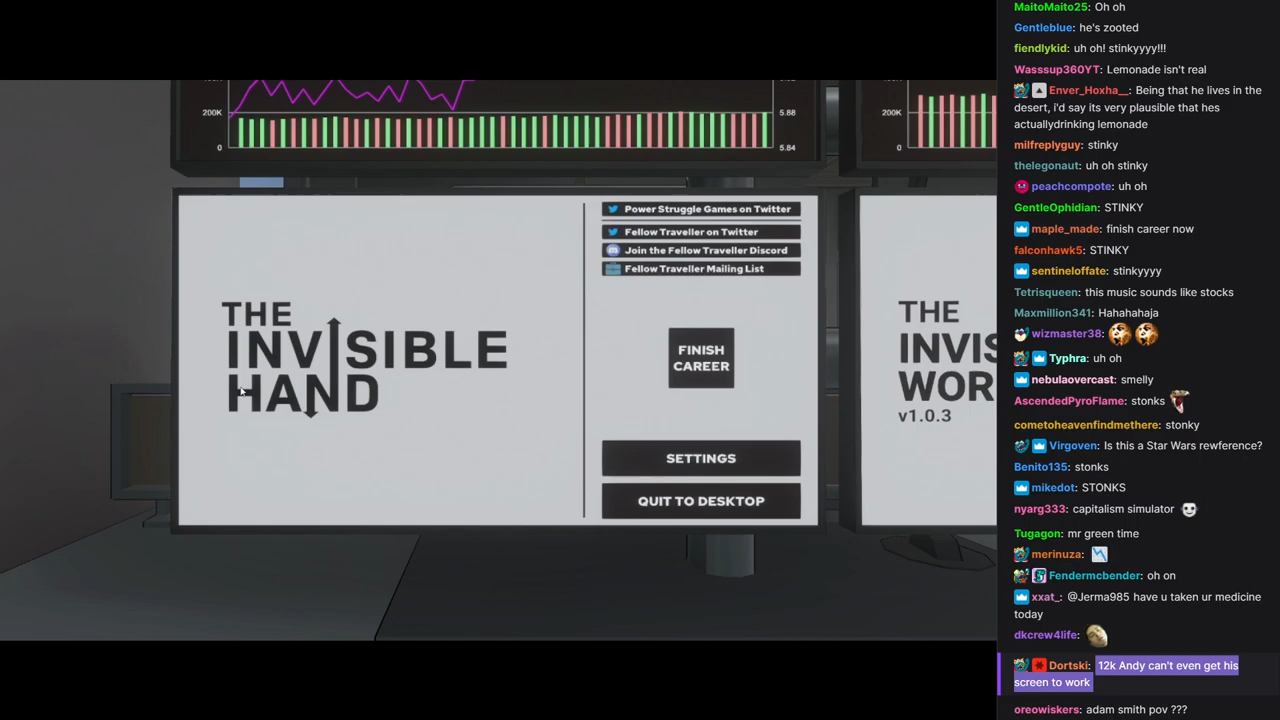 200K
0
5.88
5.84
200K
0
Power Struggle Games on Twitter
Fellow Traveller on Twitter
Join the Fellow Traveller Discord
Fellow Traveller Mailing List
THE
INVISIBLE
HAND
FINISH
CAREER
SETTINGS
QUIT TO DESKTOP
THE
INVIS
WOR
v1.0.3
MaitoMaito25: Oh oh
Gentleblue: he's zooted
fiendlykid: uh oh! stinkyyyy!!!
Wasssup360YT: Lemonade isn't real
Enver_Hoxha__: Being that he lives in the
desert, i'd say its very plausible that hes
actuallydrinking lemonade
milfreplyguy: stinky
thelegonaut: uh oh stinky
peachcompote: uh oh
GentleOphidian: STINKY
maple_made: finish career now
falconhawk5: STINKY
sentineloffate: stinkyyyy
Tetrisqueen: this music sounds like stocks
Maxmillion341: Hahahahaja
wizmaster38:
Typhra: uh oh
nebulaovercast: smelly
AscendedPyroFlame: stonks
cometoheavenfindmethere: stonky
Virgoven: Is this a Star Wars rewference?
Benito135: stonks
mikedot: STONKS
nyarg333: capitalism simulator
Tugagon: mr green time
merinuza:
Fendermcbender: oh on
xxat_: @Jerma985 have u taken ur medicine
today
dkcrew4life:
Dortski: 12k Andy can't even get his
screen to work
oreowiskers: adam smith pov ???